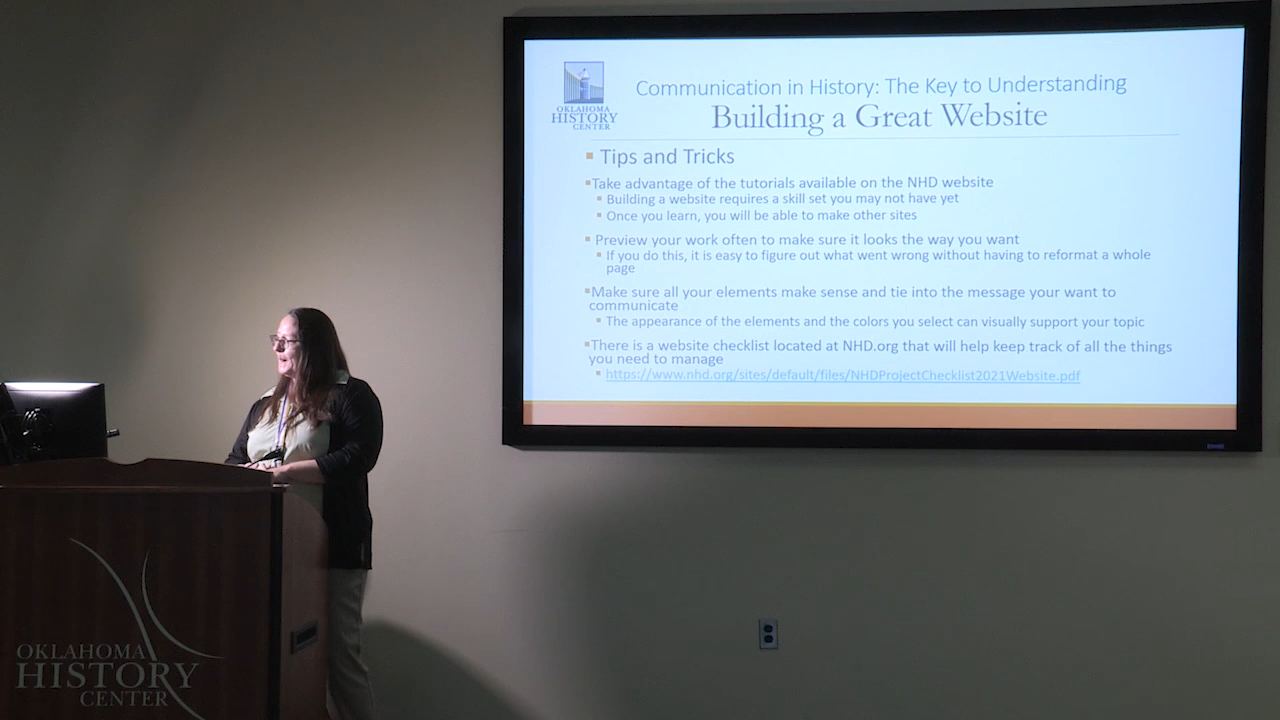 Communication in History: The Key to Understanding
Building a Great Website
OKLAHOMA
HISTORY
CENTER
Tips and Tricks
Take advantage of the tutorials available on the NHD website
Building a website requires a skill set you may not have yet
Once you learn, you will be able to make other sites
Preview your work often to make sure it looks the way you want
If you do this, it is easy to figure out what went wrong without having to reformat a whole
page
Make sure all your elements make sense and tie into the message your want to
communicate
The appearance of the elements and the colors you select can visually support your topic
There is a website checklist located at NHD.org that will help keep track of all the things
you need to manage
https://www.nhd.org/sites/default/files/NHDProjectChecklist2021Website.pdf
OKLAHOMA
HISTORY
CENTER